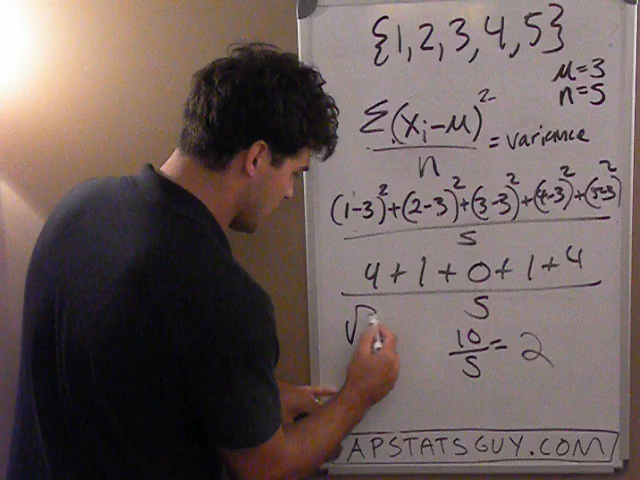 {1,2,3,4,5}
μ=3
n=5
Σ(xi-μ)²
n
= variance
(1-3)²+(2-3)²+(3-3)²+(4-3)²+(5-3)²
5
4+1+0+1+4
5
√
10
5
= 2
APSTATSGUY.COM